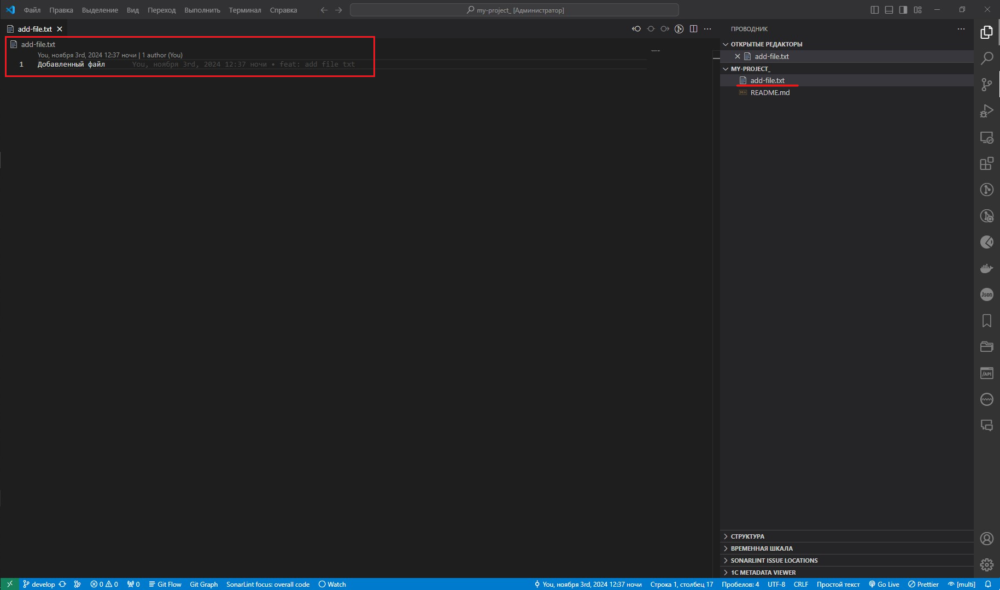 Файл Правка Выделение Вид Переход Выполнить Терминал Справка my-project_ [Администратор]
add-file.txt
add-file.txt
You, ноября 3rd, 2024 12:37 ночи | 1 author (You)
1 Добавленный файл You, ноября 3rd, 2024 12:37 ночи • feat: add file txt
ПРОВОДНИК
ОТКРЫТЫЕ РЕДАКТОРЫ
add-file.txt
MY-PROJECT_
add-file.txt
README.md
Json
/API
СТРУКТУРА
ВРЕМЕННАЯ ШКАЛА
SONARLINT ISSUE LOCATIONS
1C METADATA VIEWER
develop 0 0 0 Git Flow Git Graph SonarLint focus: overall code Watch You, ноября 3rd, 2024 12:37 ночи Строка 1, столбец 17 Пробелов: 4 UTF-8 CRLF Простой текст Go Live Prettier [multi]